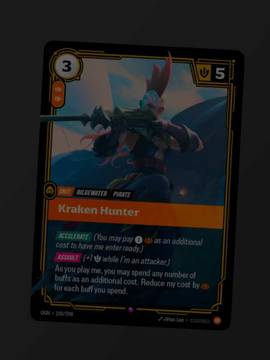 3
5
UNIT BILGEWATER PIRATE
Kraken Hunter
ACCELERATE (You may pay 1 as an additional
cost to have me enter ready.)
ASSAULT (+1 while I'm an attacker.)
As you play me, you may spend any number of
buffs as an additional cost. Reduce my cost by
for each buff you spend.